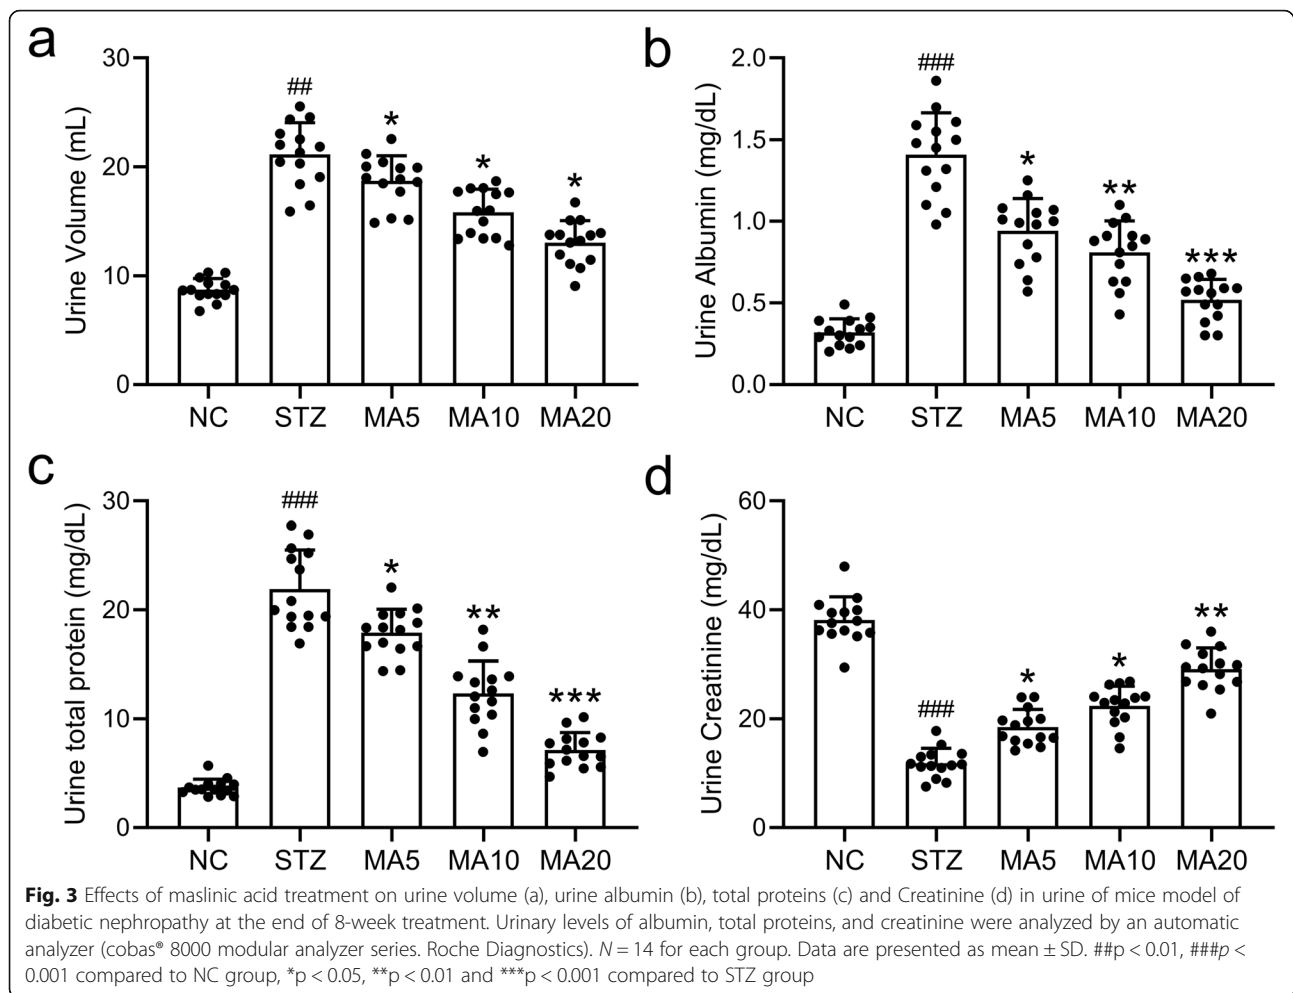 a
30
20
10
0
Urine Volume (mL)
##
*
*
*
NC STZ MA5 MA10 MA20
b
2.0
1.5
1.0
0.5
0.0
Urine Albumin (mg/dL)
###
*
**
***
NC STZ MA5 MA10 MA20
c
30
20
10
0
Urine total protein (mg/dL)
###
*
**
***
NC STZ MA5 MA10 MA20
d
60
40
20
0
Urine Creatinine (mg/dL)
###
*
*
**
NC STZ MA5 MA10 MA20
Fig. 3 Effects of maslinic acid treatment on urine volume (a), urine albumin (b), total proteins (c) and Creatinine (d) in urine of mice model of
diabetic nephropathy at the end of 8-week treatment. Urinary levels of albumin, total proteins, and creatinine were analyzed by an automatic
analyzer (cobas® 8000 modular analyzer series. Roche Diagnostics). N = 14 for each group. Data are presented as mean ± SD. ##p < 0.01, ###p <
0.001 compared to NC group, *p < 0.05, **p < 0.01 and ***p < 0.001 compared to STZ group